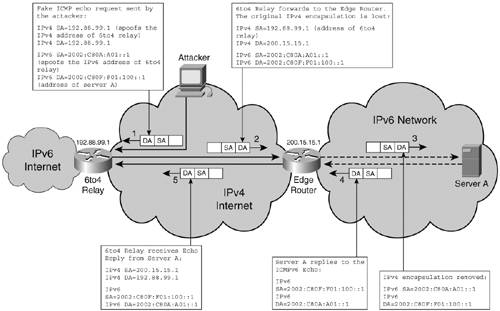 Fake ICMP echo request sent by
the attacker:
IPv4 SA=192.88.99.1 (spoofs the
IPv4 address of 6to4 relay)
IPv4 DA=192.88.99.1
IPv6 SA=2002:C80A:A01::1
(spoofs the IPv6 address of 6to4
relay)
IPv6 DA=2002:C80F:F01:100::1
(address of server A)
6to4 Relay forwards to the Edge Router.
The original IPv4 encapsulation is lost:
IPv4 SA=192.88.99.1 (address of 6to4
relay)
IPv4 DA=200.15.15.1
IPv6 SA=2002:C80A:A01::1
IPv6 DA=2002:C80F:F01:100::1
Attacker
IPv6 Network
192.88.99.1
200.15.15.1
1
DA
SA
SA
DA
2
SA
DA
3
IPv6
Internet
6to4
Relay
IPv4
Internet
Edge
Router
Server A
5
DA
SA
4
DA
SA
6to4 Relay receives Echo
Reply from Server A:
IPv4 SA=200.15.15.1
IPv4 DA=192.88.99.1
IPv6
SA=2002:C80F:F01:100::1
IPv6 DA=2002:C80A:A01::1
Server A replies to the
ICMPv6 Echo:
IPv6
SA=2002:C80F:F01:100::1
IPv6
DA=2002:C80A:A01::1
IPv6 encapsulation removed:
IPv6 SA=2002:C80A:A01::1
IPv6
DA=2002:C80F:F01:100::1